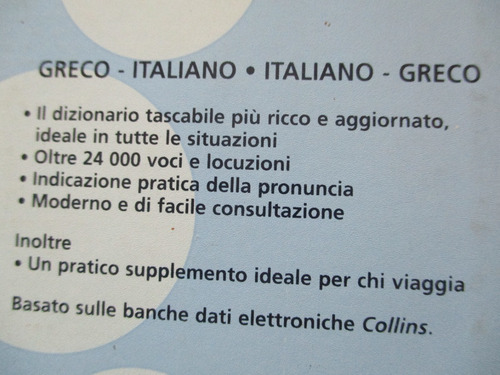 GRECO - ITALIANO • ITALIANO - GRECO
• Il dizionario tascabile più ricco e aggiornato,
ideale in tutte le situazioni
• Oltre 24 000 voci e locuzioni
• Indicazione pratica della pronuncia
• Moderno e di facile consultazione
Inoltre
• Un pratico supplemento ideale per chi viaggia
Basato sulle banche dati elettroniche Collins.